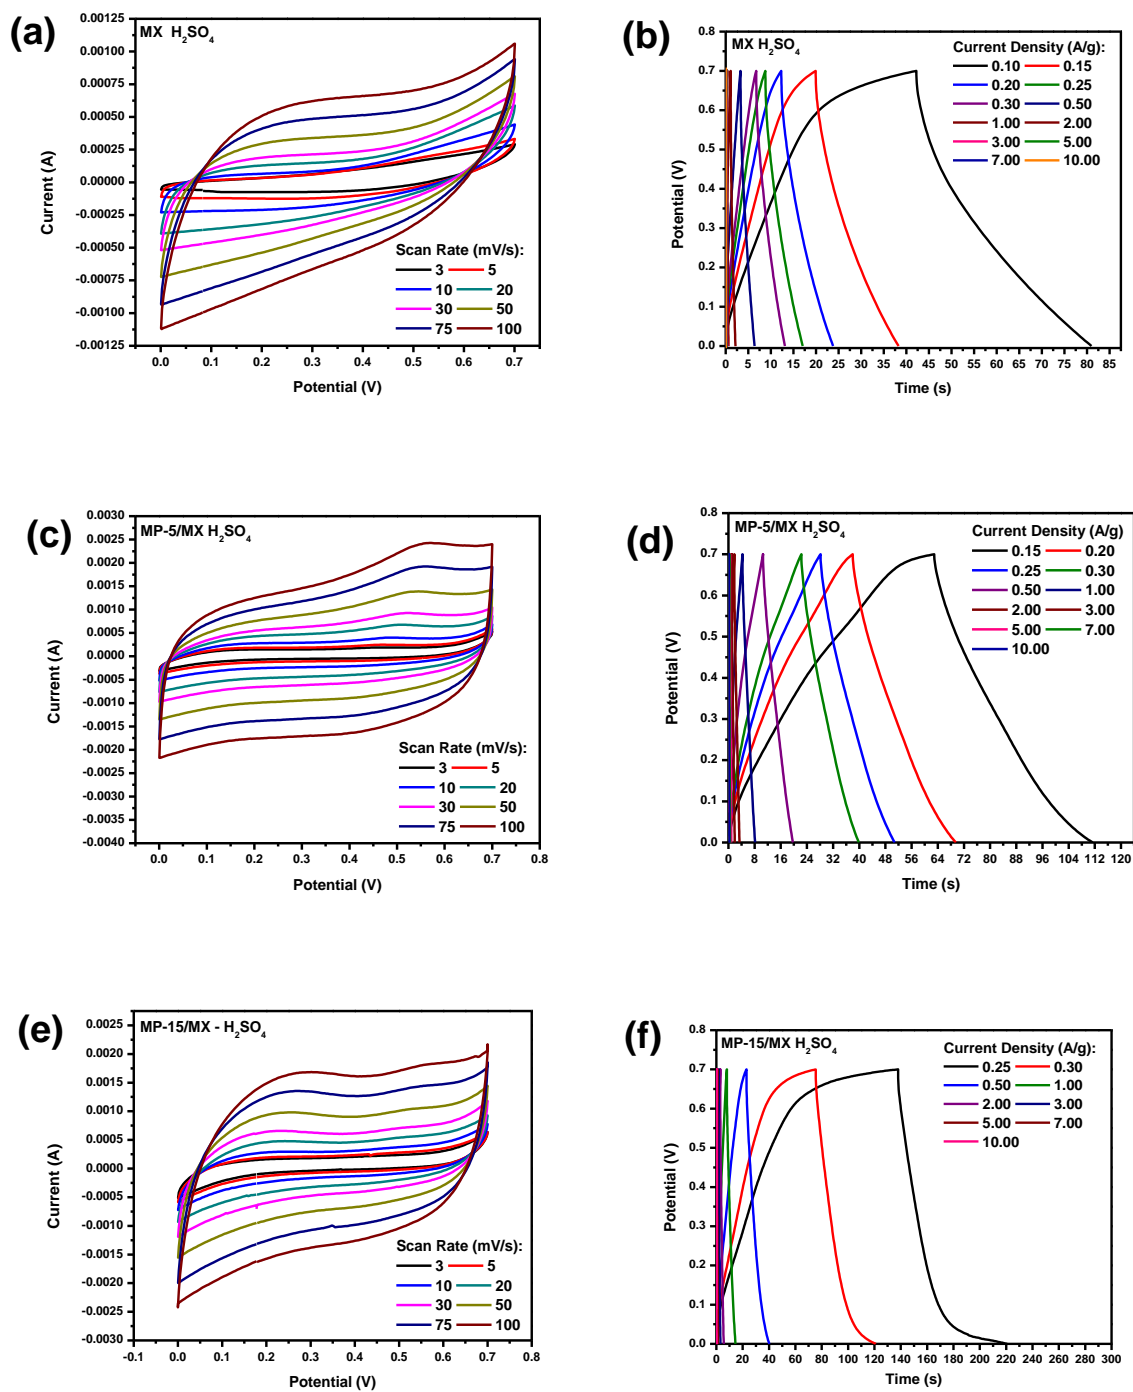 (a)
MX H2SO4
0.00125
0.00100
0.00075
0.00050
0.00025
0.00000
-0.00025
-0.00050
-0.00075
-0.00100
-0.00125
Current (A)
Scan Rate (mV/s):
3 5
10 20
30 50
75 100
0.0 0.1 0.2 0.3 0.4 0.5 0.6 0.7
Potential (V)
(b)
MX H2SO4
Current Density (A/g):
0.10 0.15
0.20 0.25
0.30 0.50
1.00 2.00
3.00 5.00
7.00 10.00
0.8
0.7
0.6
0.5
0.4
0.3
0.2
0.1
0.0
Potential (V)
0 5 10 15 20 25 30 35 40 45 50 55 60 65 70 75 80 85
Time (s)
(c)
MP-5/MX H2SO4
0.0030
0.0025
0.0020
0.0015
0.0010
0.0005
0.0000
-0.0005
-0.0010
-0.0015
-0.0020
-0.0025
-0.0030
-0.0035
-0.0040
Current (A)
Scan Rate (mV/s):
3 5
10 20
30 50
75 100
0.0 0.1 0.2 0.3 0.4 0.5 0.6 0.7 0.8
Potential (V)
(d)
MP-5/MX H2SO4
Current Density (A/g)
0.15 0.20
0.25 0.30
0.50 1.00
2.00 3.00
5.00 7.00
10.00
0.8
0.7
0.6
0.5
0.4
0.3
0.2
0.1
0.0
Potential (V)
0 8 16 24 32 40 48 56 64 72 80 88 96 104 112 120
Time (s)
(e)
MP-15/MX - H2SO4
0.0025
0.0020
0.0015
0.0010
0.0005
0.0000
-0.0005
-0.0010
-0.0015
-0.0020
-0.0025
-0.0030
Current (A)
Scan Rate (mV/s):
3 5
10 20
30 50
75 100
-0.1 0.0 0.1 0.2 0.3 0.4 0.5 0.6 0.7 0.8
Potential (V)
(f)
MP-15/MX H2SO4
Current Density (A/g):
0.25 0.30
0.50 1.00
2.00 3.00
5.00 7.00
10.00
0.8
0.7
0.6
0.5
0.4
0.3
0.2
0.1
0.0
Potential (V)
0 20 40 60 80 100 120 140 160 180 200 220 240 260 280 300
Time (s)